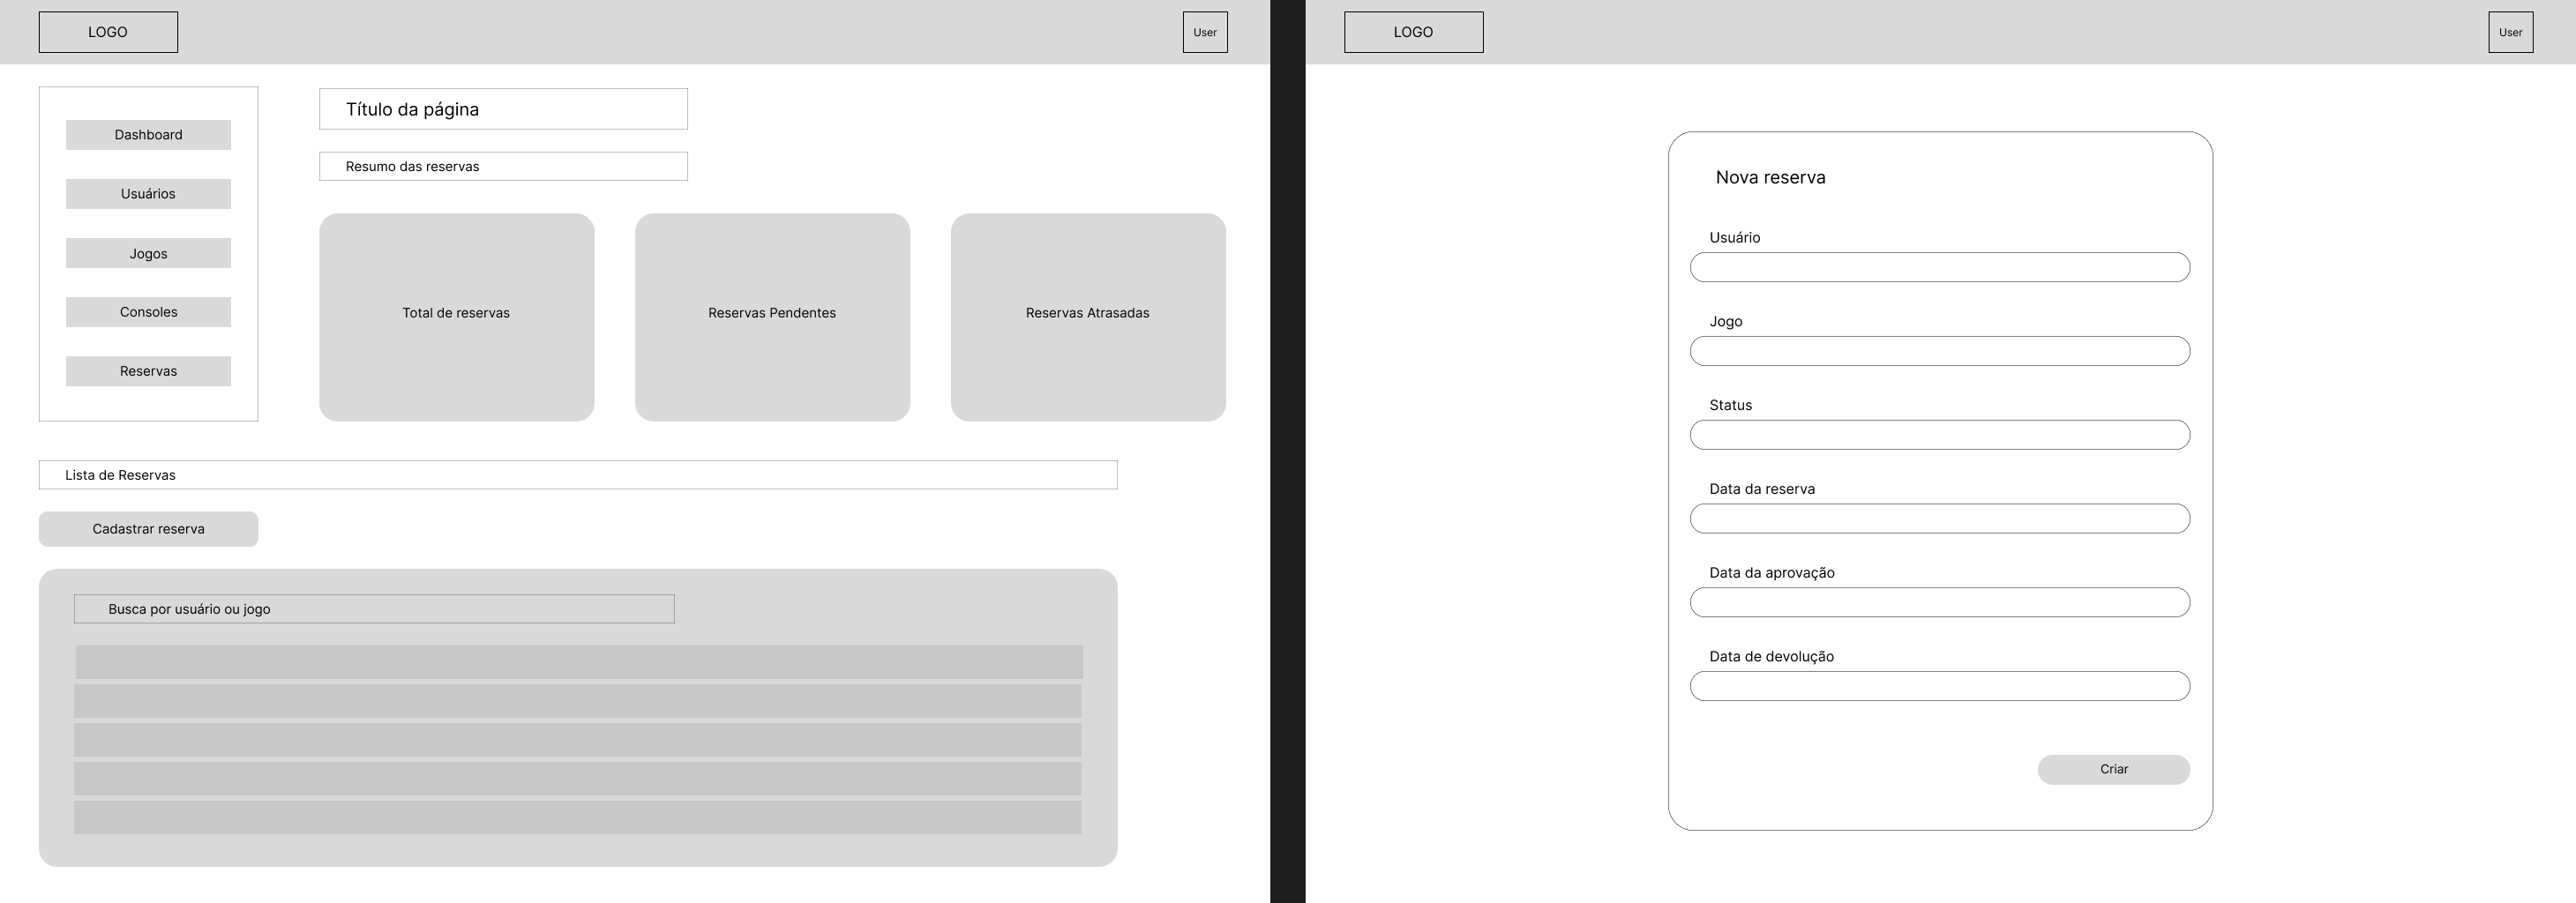 LOGO
User
Dashboard
Usuários
Jogos
Consoles
Reservas
Título da página
Resumo das reservas
Total de reservas
Reservas Pendentes
Reservas Atrasadas
Lista de Reservas
Cadastrar reserva
Busca por usuário ou jogo
LOGO
User
Nova reserva
Usuário
Jogo
Status
Data da reserva
Data da aprovação
Data de devolução
Criar